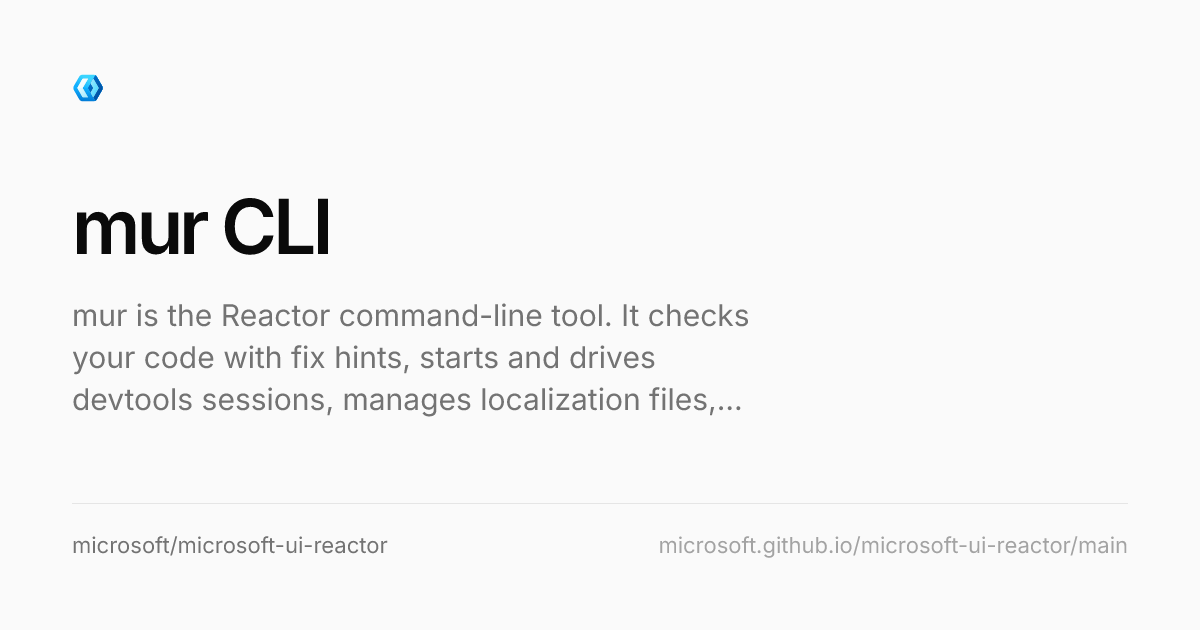 mur CLI
mur is the Reactor command-line tool. It checks
your code with fix hints, starts and drives
devtools sessions, manages localization files,...
microsoft/microsoft-ui-reactor
microsoft.github.io/microsoft-ui-reactor/main